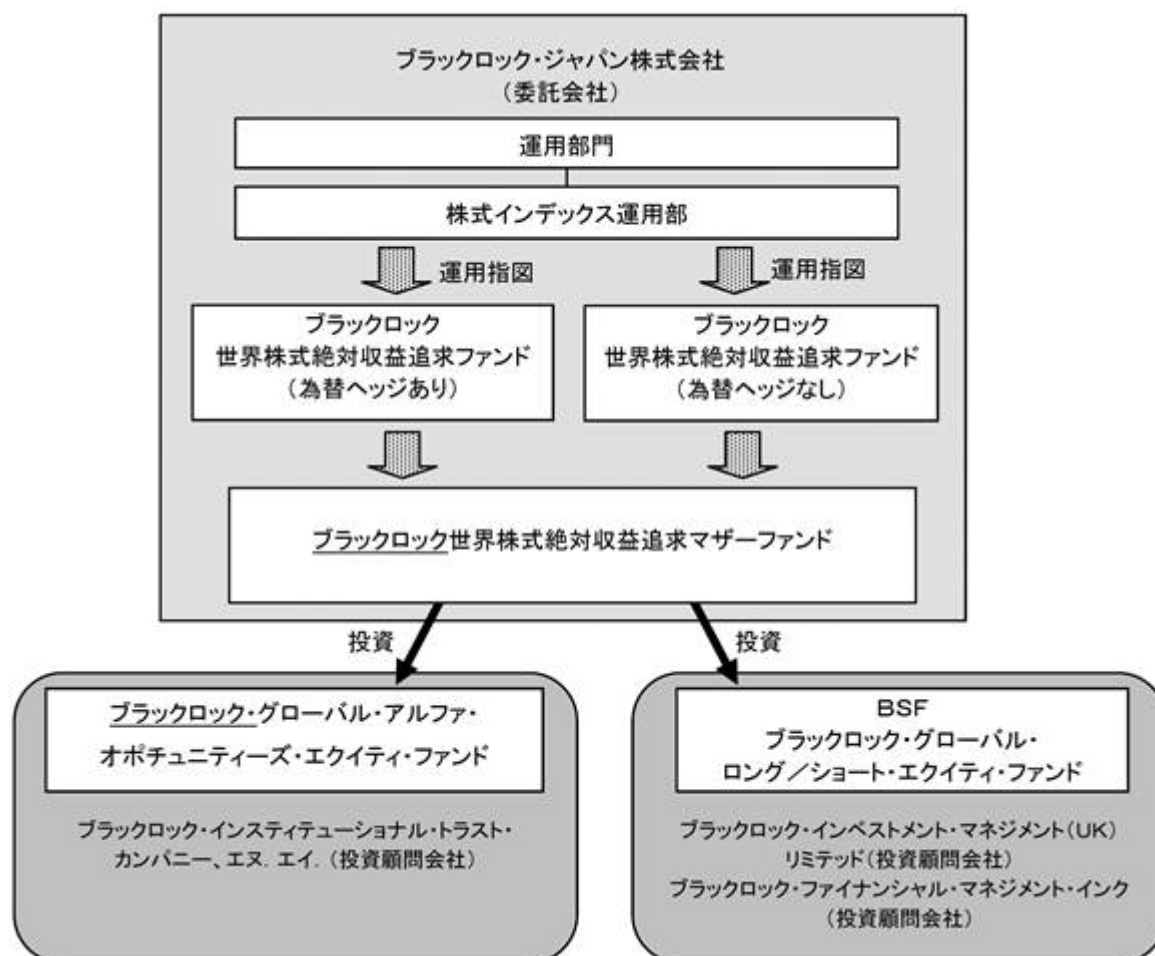 ブラックロック・ジャパン株式会社
(委託会社)
運用部門
株式インデックス運用部
運用指図
運用指図
ブラックロック
世界株式絶対収益追求ファンド
(為替ヘッジあり)
ブラックロック
世界株式絶対収益追求ファンド
(為替ヘッジなし)
ブラックロック世界株式絶対収益追求マザーファンド
投資
投資
ブラックロック・グローバル・アルファ・
オポチュニティーズ・エクイティ・ファンド
ブラックロック・インスティテューショナル・トラスト・
カンパニー、エヌ.エイ.(投資顧問会社)
BSF
ブラックロック・グローバル・
ロング/ショート・エクイティ・ファンド
ブラックロック・インベストメント・マネジメント(UK)
リミテッド(投資顧問会社)
ブラックロック・ファイナンシャル・マネジメント・インク
(投資顧問会社)